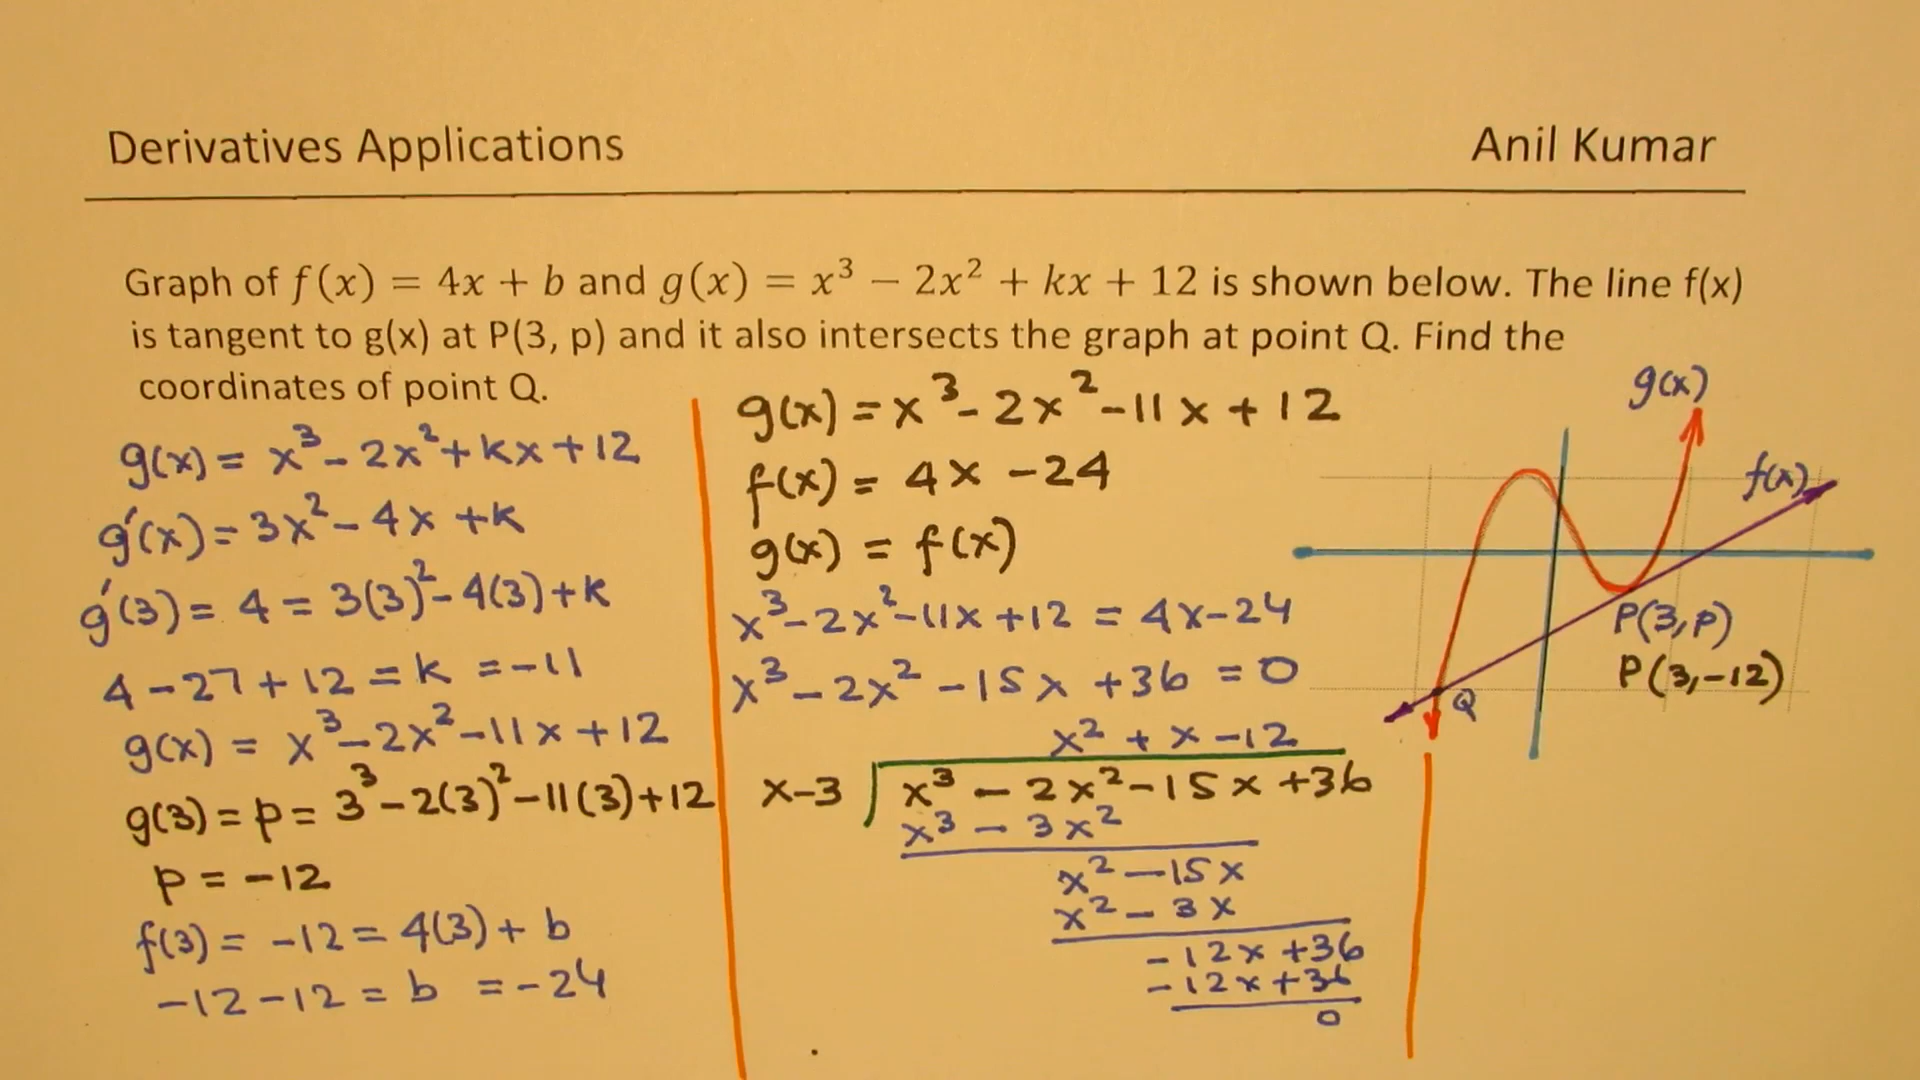 Derivatives Applications
Anil Kumar
Graph of f(x) = 4x + b and g(x) = x³ − 2x² + kx + 12 is shown below. The line f(x)
is tangent to g(x) at P(3, p) and it also intersects the graph at point Q. Find the
coordinates of point Q.
g(x) = x³ - 2x² + kx + 12
g'(x) = 3x² - 4x + k
g'(3) = 4 = 3(3)² - 4(3) + k
4 - 27 + 12 = k = -11
g(x) = x³ - 2x² - 11x + 12
g(3) = p = 3³ - 2(3)² - 11(3) + 12
p = -12
f(3) = -12 = 4(3) + b
-12 - 12 = b = -24
g(x) = x³ - 2x² - 11x + 12
f(x) = 4x - 24
g(x) = f(x)
x³ - 2x² - 11x + 12 = 4x - 24
x³ - 2x² - 15x + 36 = 0
x² + x - 12
x-3 x³ - 2x² - 15x + 36
x³ - 3x²
x² - 15x
x² - 3x
-12x + 36
-12x + 36
0
g(x)
f(x)
P(3, p)
P(3, -12)
Q